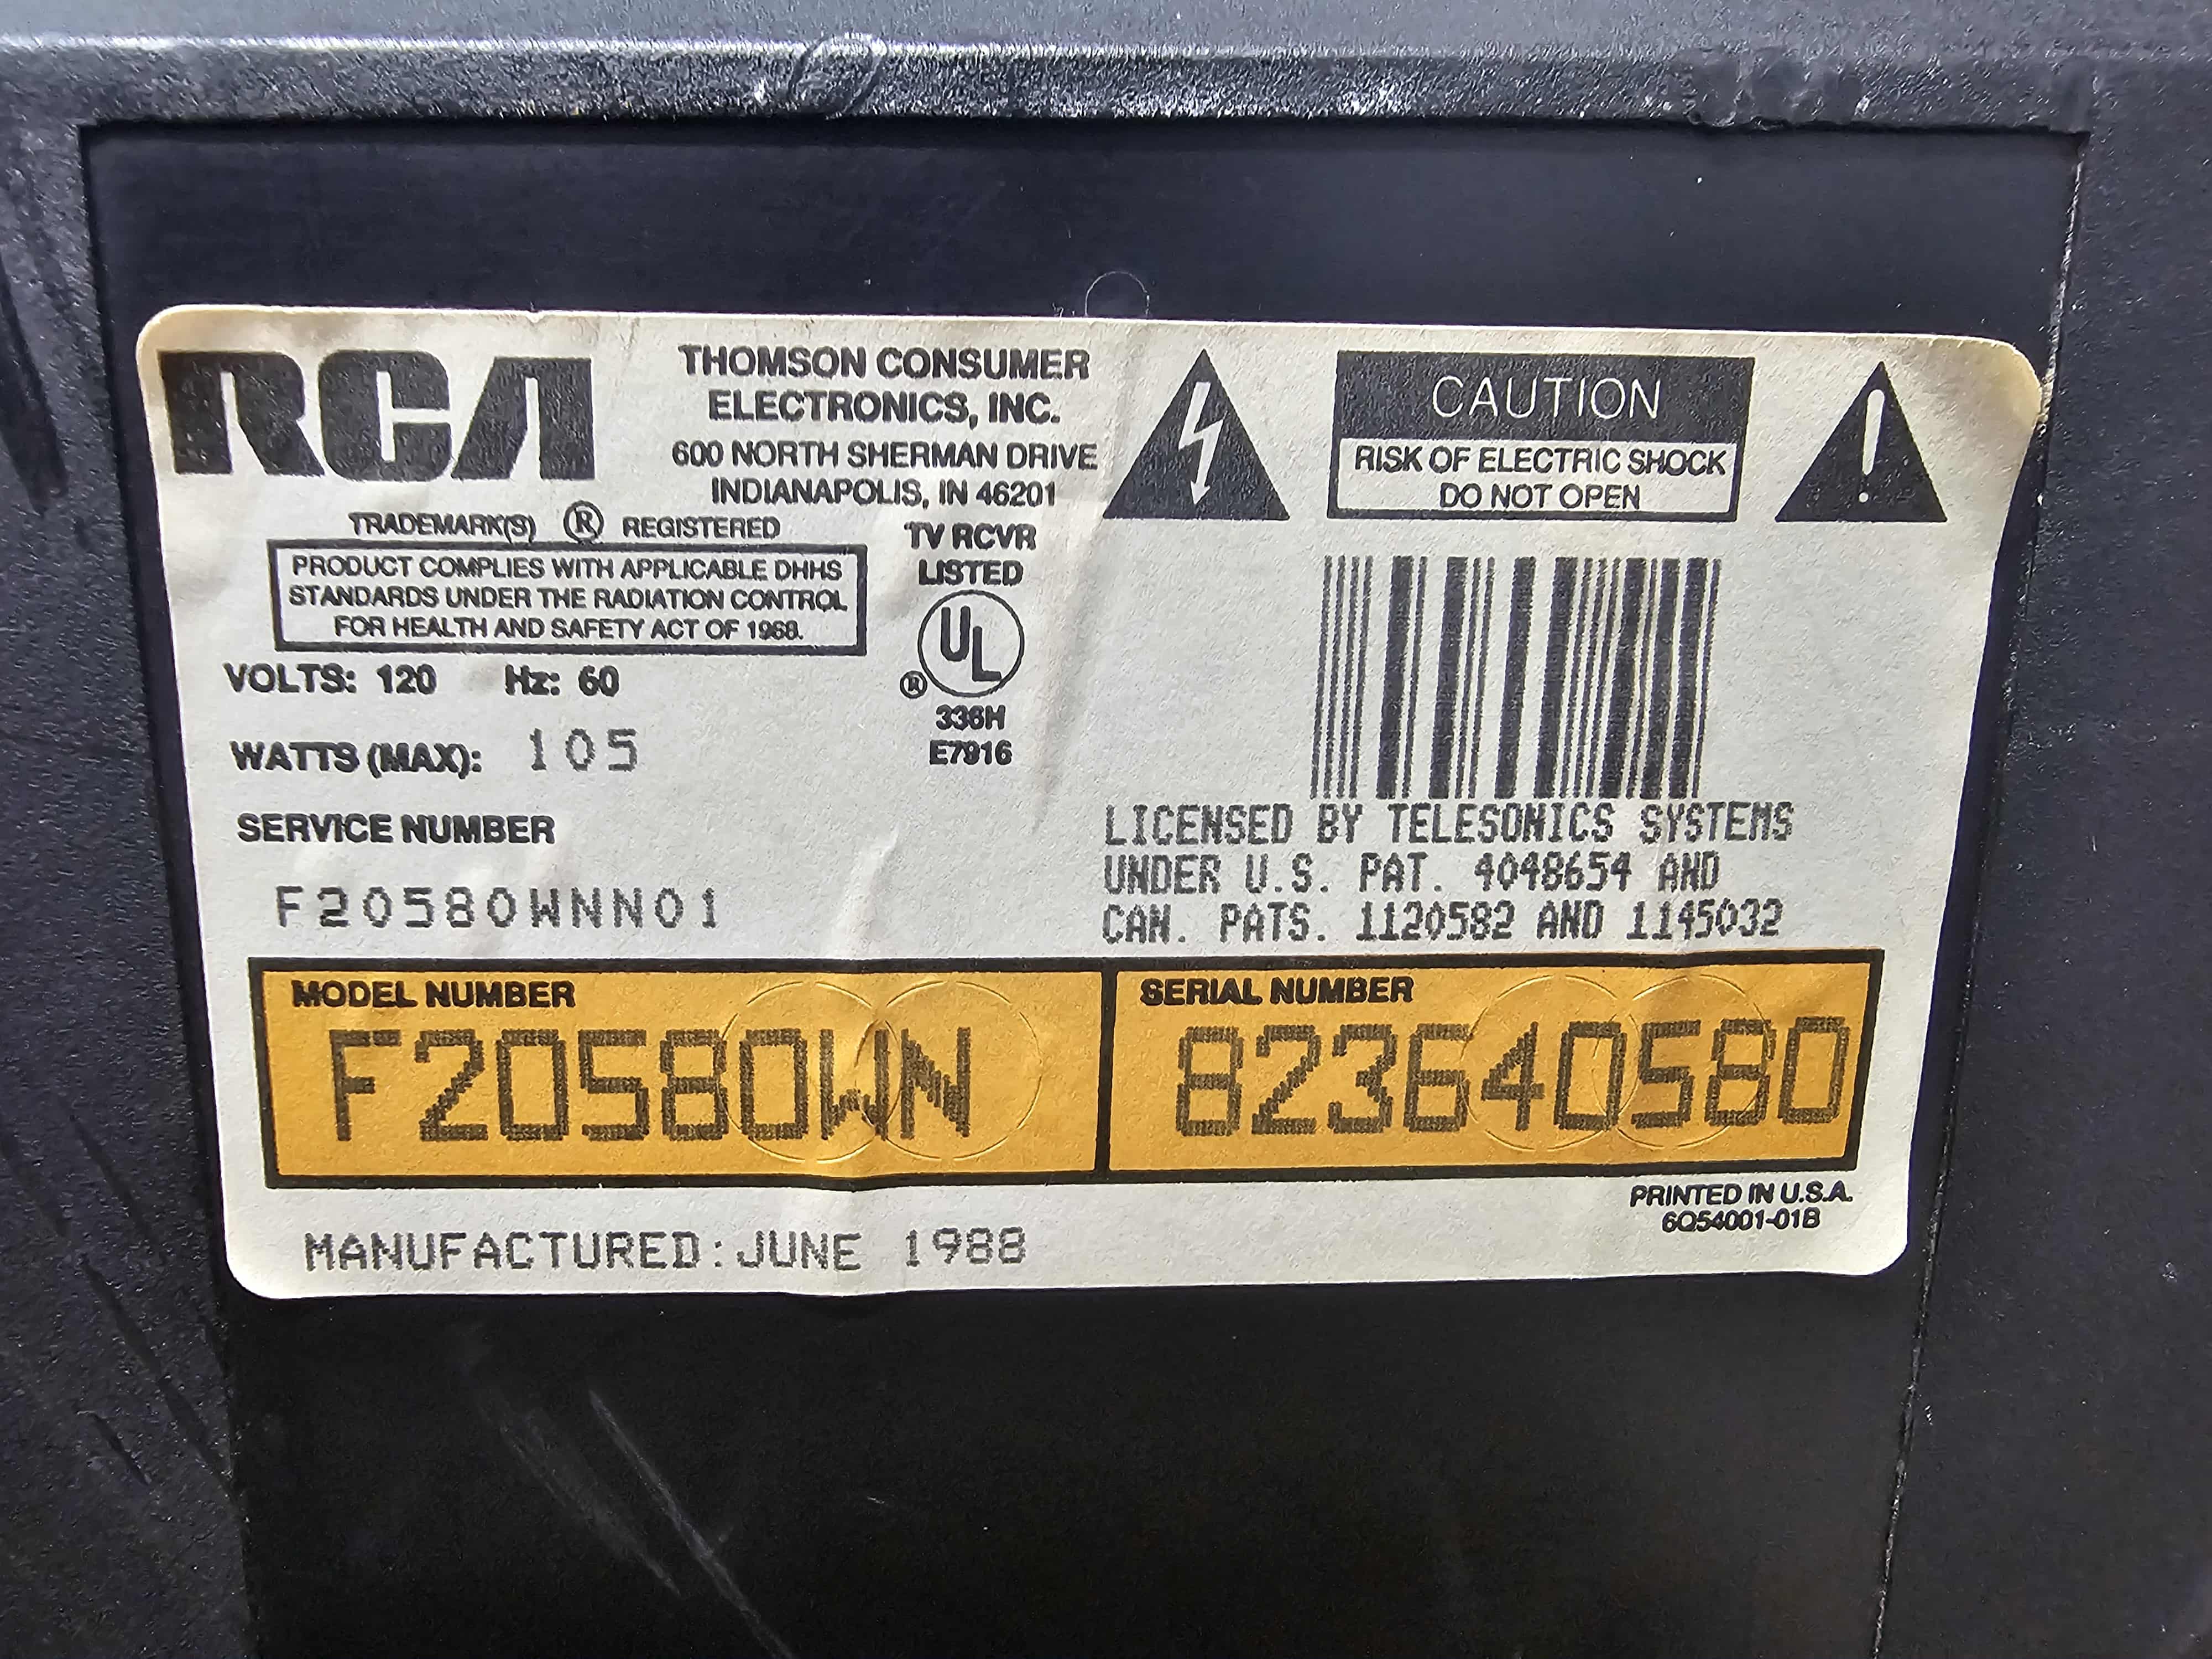 RCA
THOMSON CONSUMER
ELECTRONICS, INC.
600 NORTH SHERMAN DRIVE
INDIANAPOLIS, IN 46201
TRADEMARK(S) ® REGISTERED
PRODUCT COMPLIES WITH APPLICABLE DHHS
STANDARDS UNDER THE RADIATION CONTROL
FOR HEALTH AND SAFETY ACT OF 1968.
TV RCVR
LISTED
UL
®
336H
E7916
CAUTION
RISK OF ELECTRIC SHOCK
DO NOT OPEN
!
VOLTS: 120 Hz: 60
WATTS (MAX): 105
SERVICE NUMBER
F20580WNN01
LICENSED BY TELESONICS SYSTEMS
UNDER U.S. PAT. 4048654 AND
CAN. PATS. 1120582 AND 1145032
MODEL NUMBER
F20580WN
SERIAL NUMBER
823640580
PRINTED IN U.S.A.
6Q54001-01B
MANUFACTURED:JUNE 1988